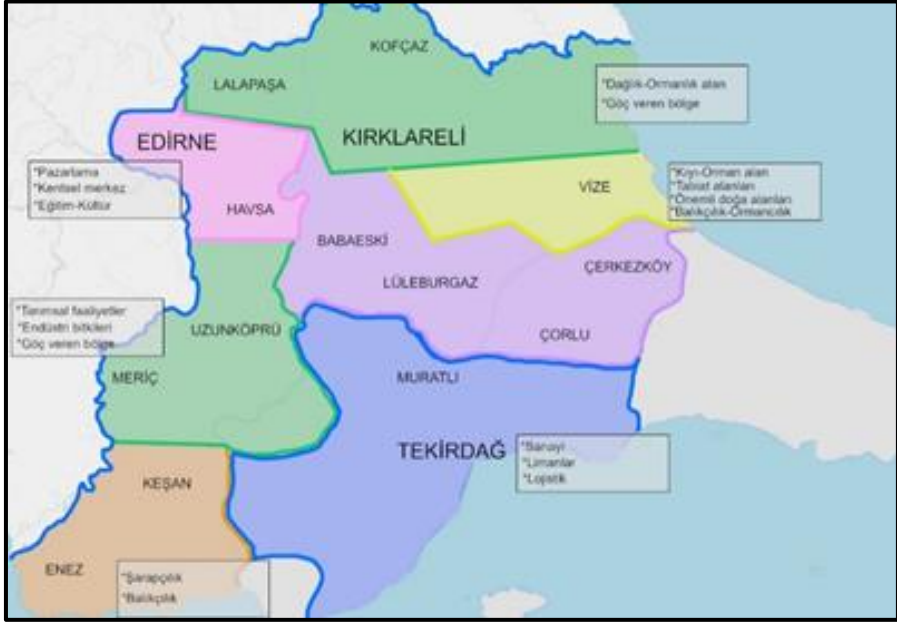 KOFÇAZ
LALAPAŞA
*Dağlık-Ormanlık alan
*Göç veren bölge
EDİRNE
KIRKLARELİ
*Pazarlama
*Kentsel merkez
*Eğitim-Kültür
*Kıyı-Orman alan
*Tabiat alanları
*Önemli doğa alanları
*Balıkçılık-Ormancılık
VİZE
HAVSA
BABAESKİ
ÇERKEZKÖY
LÜLEBURGAZ
*Tarımsal faaliyetler
*Endüstri bitkileri
*Göç veren bölge
UZUNKÖPRÜ
ÇORLU
MERİÇ
MURATLI
TEKİRDAĞ
*Sanayi
*Limanlar
*Lojistik
KEŞAN
ENEZ
*Şarapçılık
*Balıkçılık